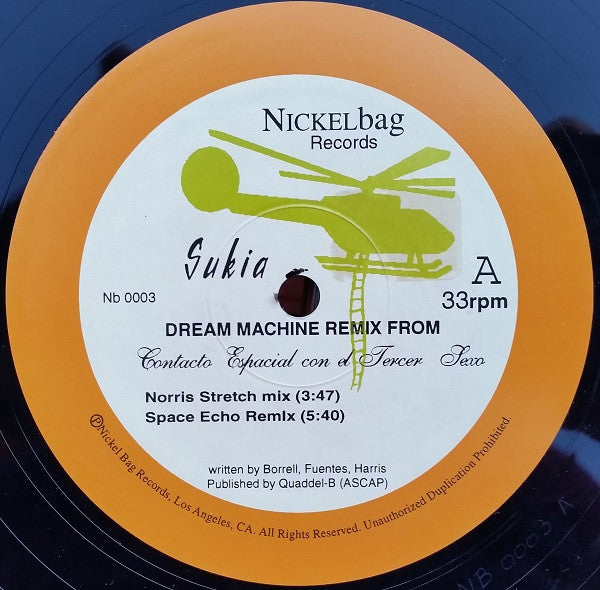 NICKELbag
Records
Sukia
A
Nb 0003
33rpm
DREAM MACHINE REMIX FROM
Contacto Espacial con el Tercer Sexo
Norris Stretch mix (3:47)
Space Echo RemIx (5:40)
written by Borrell, Fuentes, Harris
Published by Quaddel-B (ASCAP)
ⓅNickel Bag Records, Los Angeles, CA. All Rights Reserved. Unauthorized Duplication Prohibited.
NB 0003 A